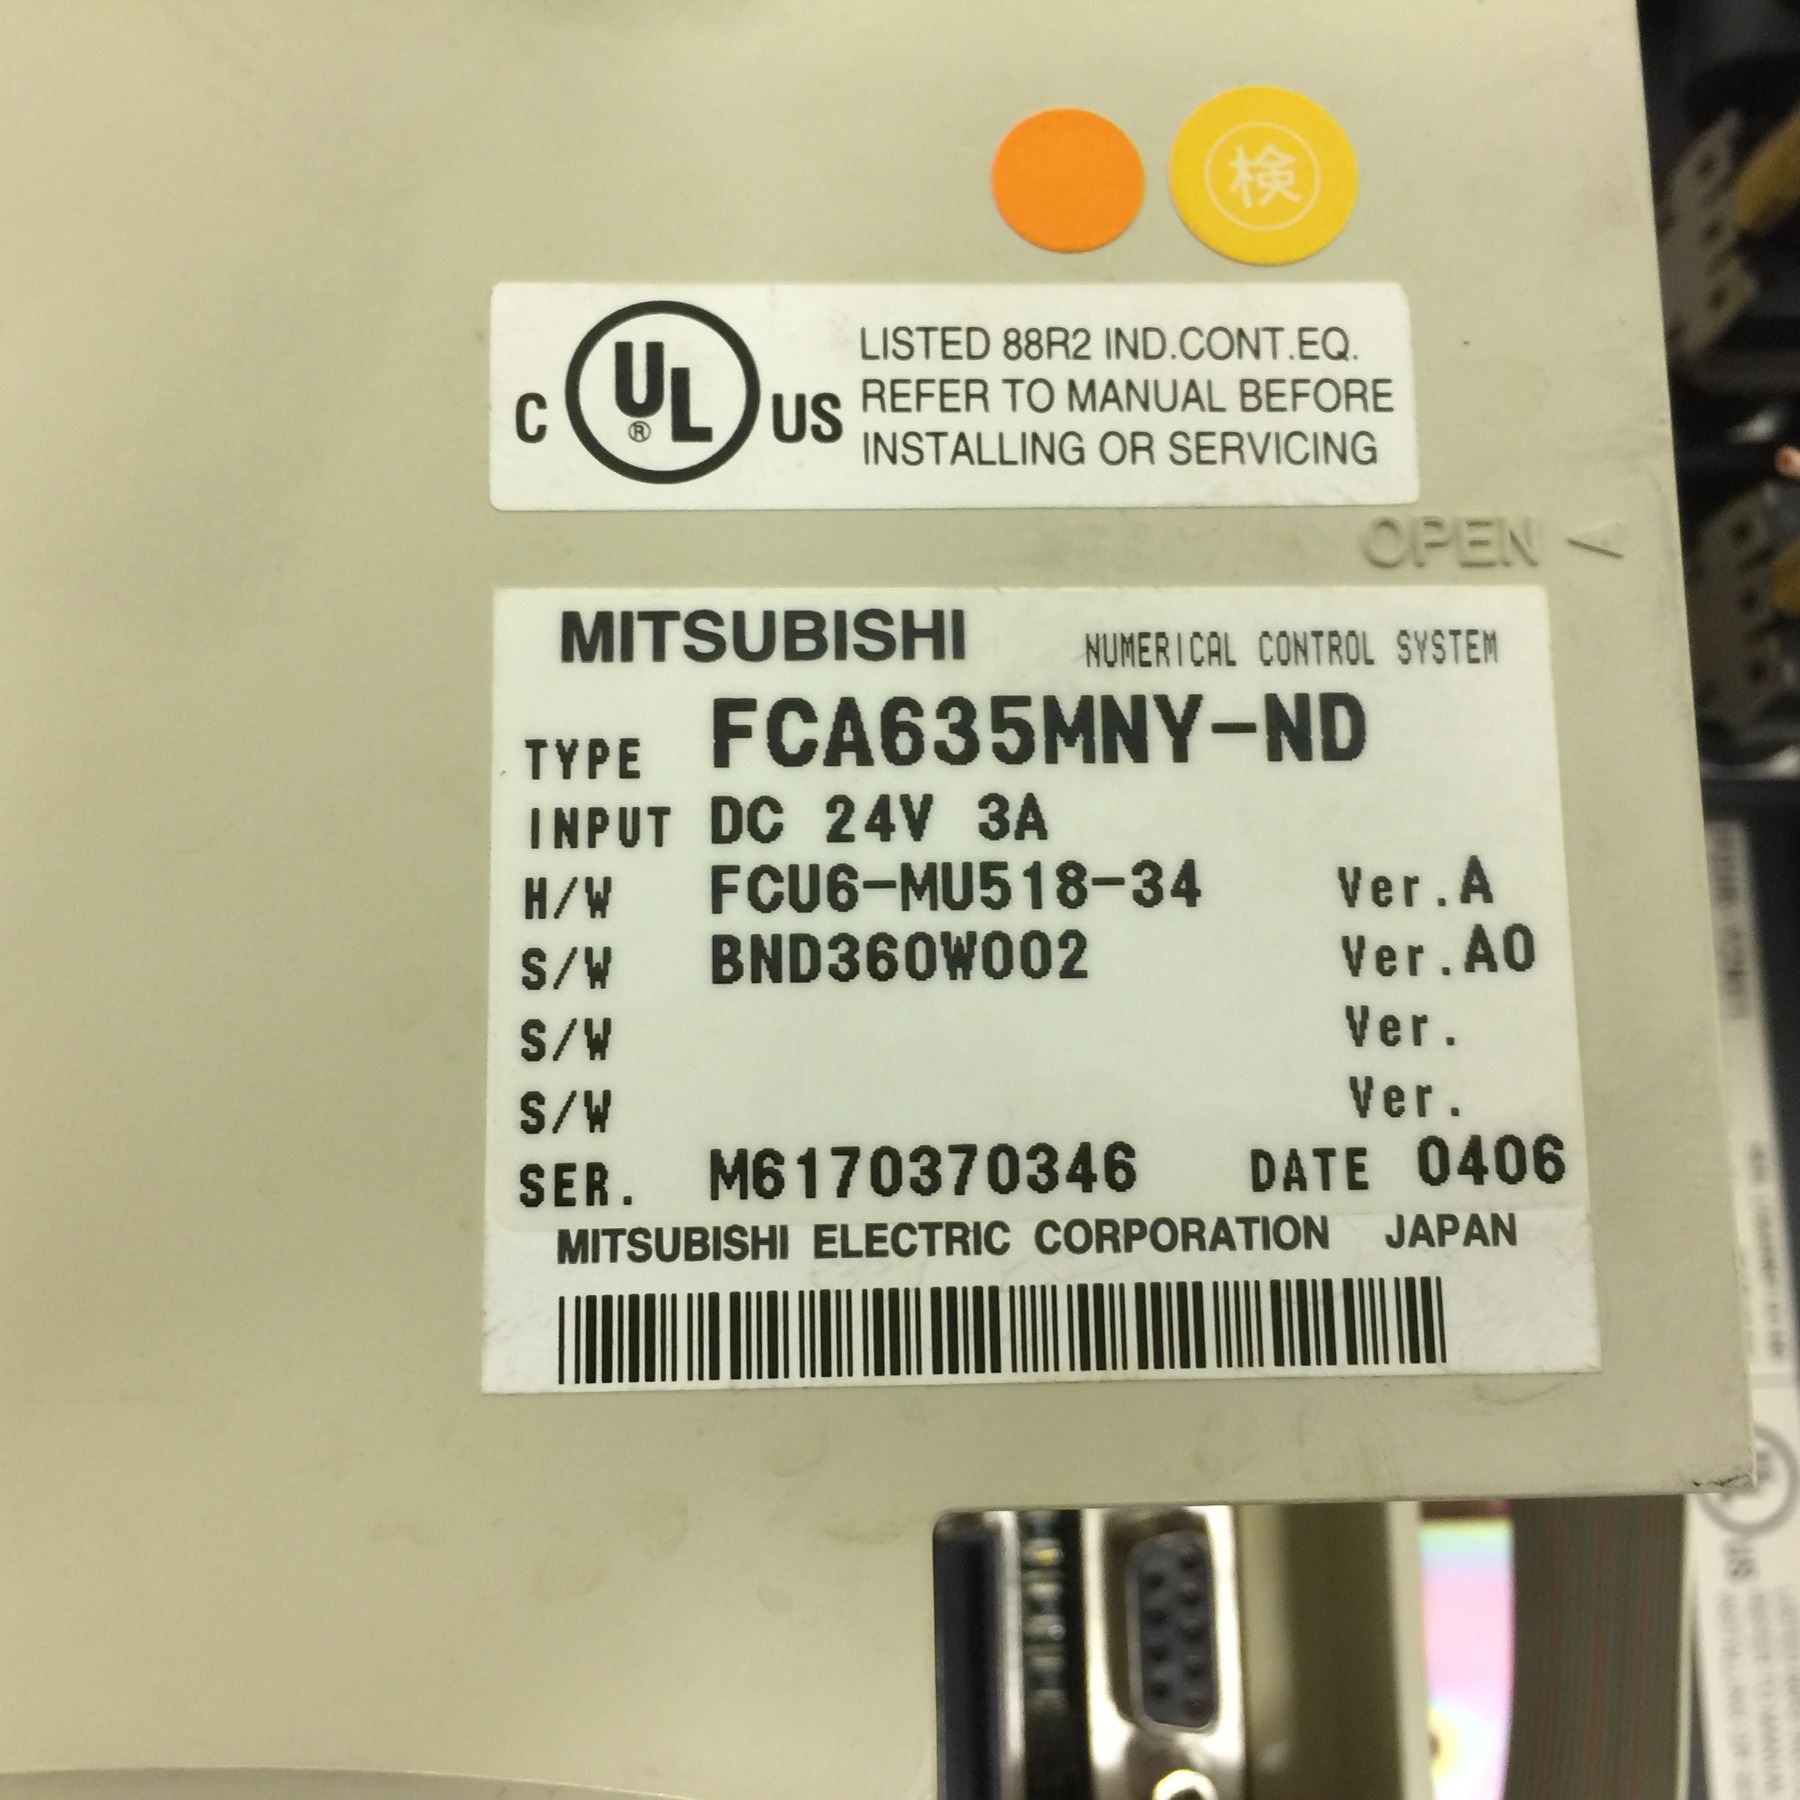 検
C UL ® US
LISTED 88R2 IND.CONT.EQ.
REFER TO MANUAL BEFORE
INSTALLING OR SERVICING
OPEN
MITSUBISHI NUMERICAL CONTROL SYSTEM
TYPE FCA635MNY-ND
INPUT DC 24V 3A
H/W FCU6-MU518-34 Ver.A
S/W BND360W002 Ver.A0
S/W Ver.
S/W Ver.
SER. M6170370346 DATE 0406
MITSUBISHI ELECTRIC CORPORATION JAPAN